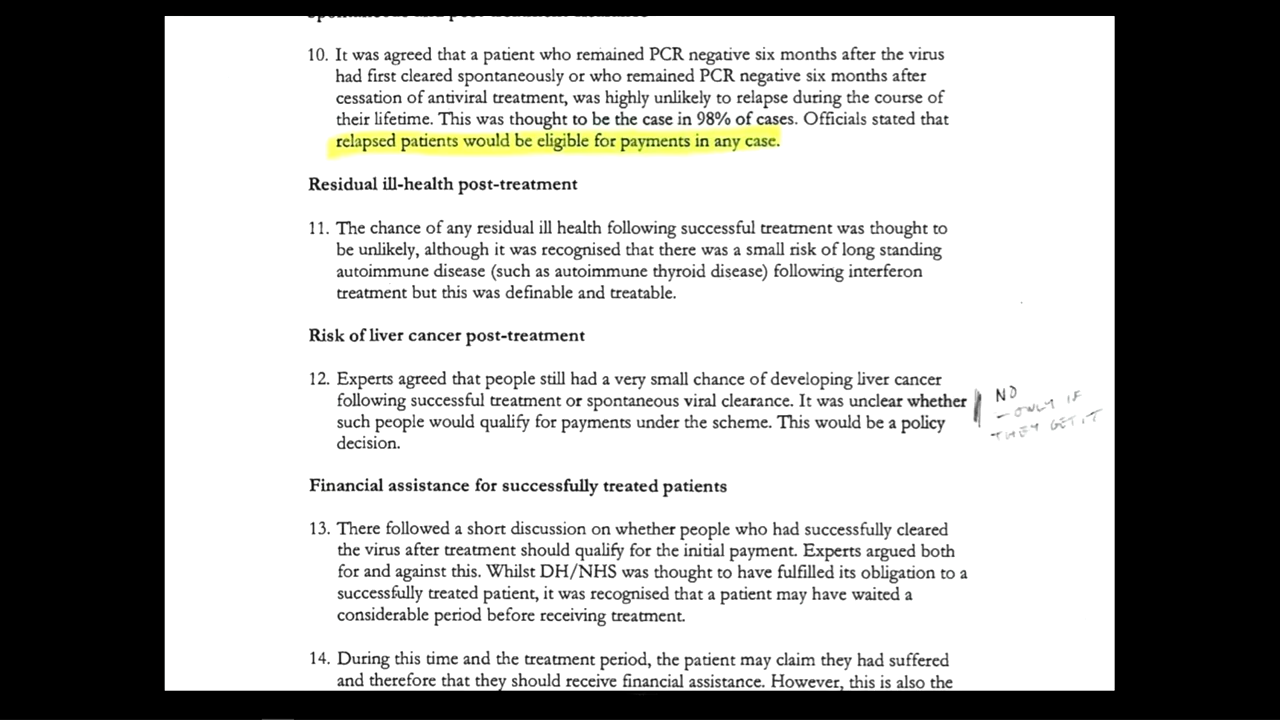 10. It was agreed that a patient who remained PCR negative six months after the virus
had first cleared spontaneously or who remained PCR negative six months after
cessation of antiviral treatment, was highly unlikely to relapse during the course of
their lifetime. This was thought to be the case in 98% of cases. Officials stated that
relapsed patients would be eligible for payments in any case.
Residual ill-health post-treatment
11. The chance of any residual ill health following successful treatment was thought to
be unlikely, although it was recognised that there was a small risk of long standing
autoimmune disease (such as autoimmune thyroid disease) following interferon
treatment but this was definable and treatable.
Risk of liver cancer post-treatment
12. Experts agreed that people still had a very small chance of developing liver cancer
following successful treatment or spontaneous viral clearance. It was unclear whether
such people would qualify for payments under the scheme. This would be a policy
decision.
NO
- ONLY IF
THEY GET IT
Financial assistance for successfully treated patients
13. There followed a short discussion on whether people who had successfully cleared
the virus after treatment should qualify for the initial payment. Experts argued both
for and against this. Whilst DH/NHS was thought to have fulfilled its obligation to a
successfully treated patient, it was recognised that a patient may have waited a
considerable period before receiving treatment.
14. During this time and the treatment period, the patient may claim they had suffered
and therefore that they should receive financial assistance. However, this is also the